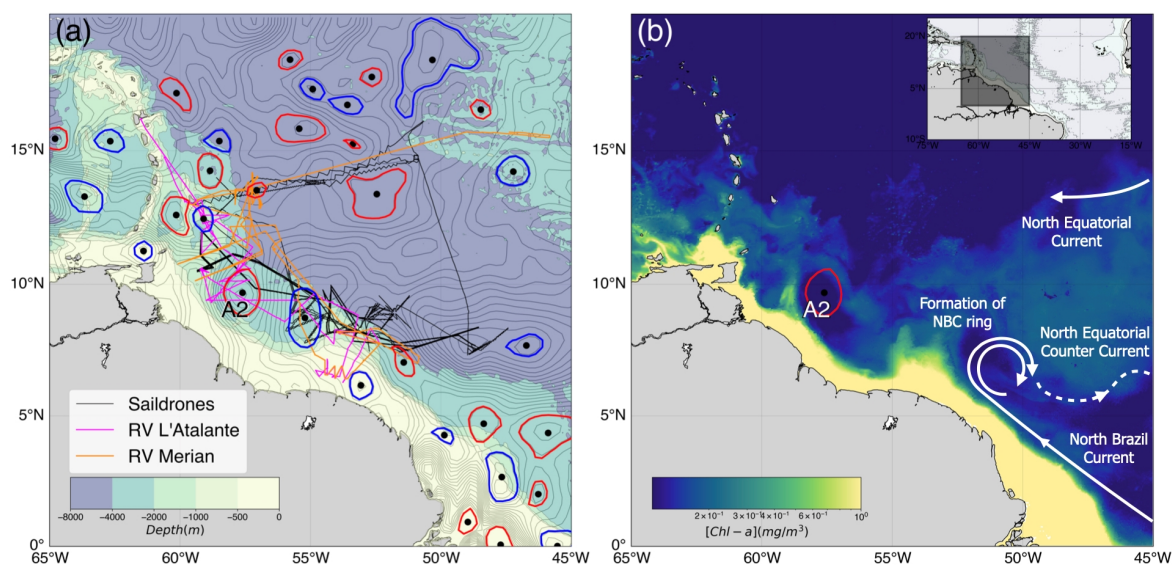 (a)
15°N
10°N
5°N
0°
A2
Saildrones
RV L'Atalante
RV Merian
-8000 -4000 -2000 -1000 -500 0
Depth(m)
65°W 60°W 55°W 50°W 45°W
(b)
20°N
5°N
10°S
75°W 60°W 45°W 30°W 15°W
15°N
10°N
5°N
0°
North Equatorial
Current
Formation of
NBC ring
North Equatorial
Counter Current
North Brazil
Current
A2
2×10⁻¹ 3×10⁻¹ 4×10⁻¹ 6×10⁻¹ 10⁰
[Chl − a](mg/m³)
65°W 60°W 55°W 50°W 45°W